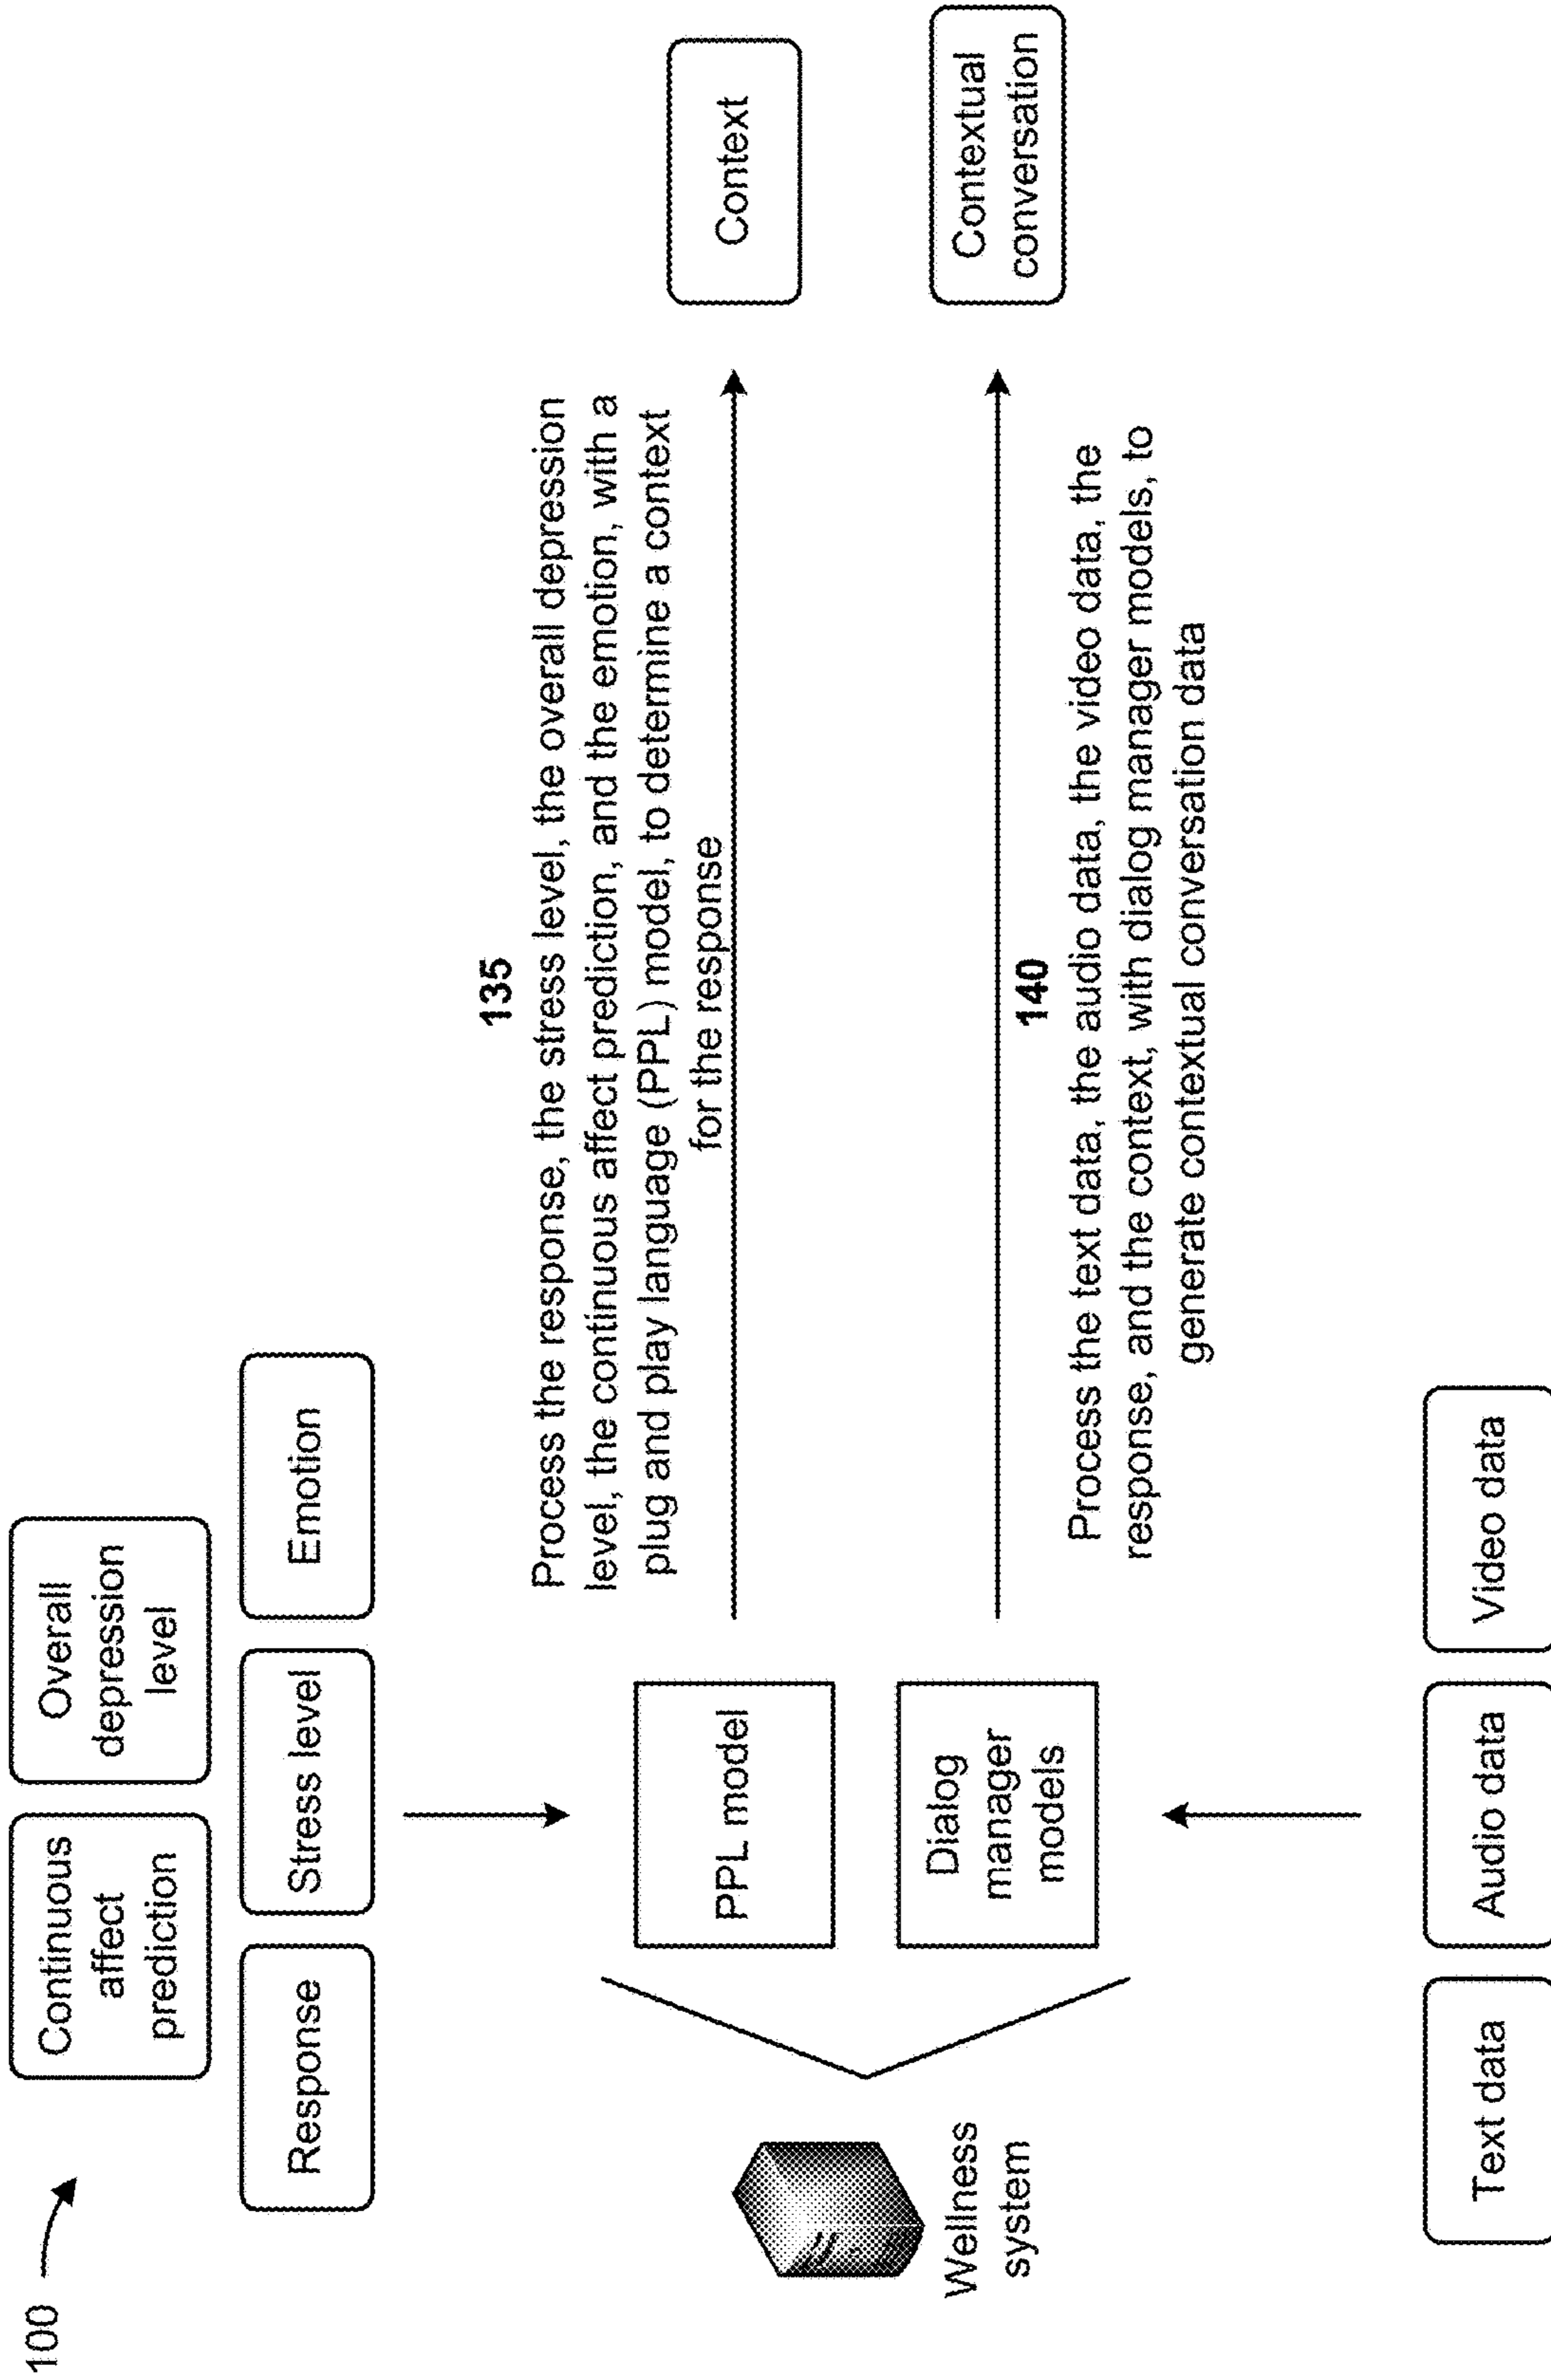 100
Continuous
affect
prediction
Overall
depression
level
Response
Stress level
Emotion
135
Process the response, the stress level, the overall depression
level, the continuous affect prediction, and the emotion, with a
plug and play language (PPL) model, to determine a context
for the response
PPL model
Context
Wellness
system
Dialog
manager
models
Contextual
conversation
140
Process the text data, the audio data, the video data, the
response, and the context, with dialog manager models, to
generate contextual conversation data
Text data
Audio data
Video data